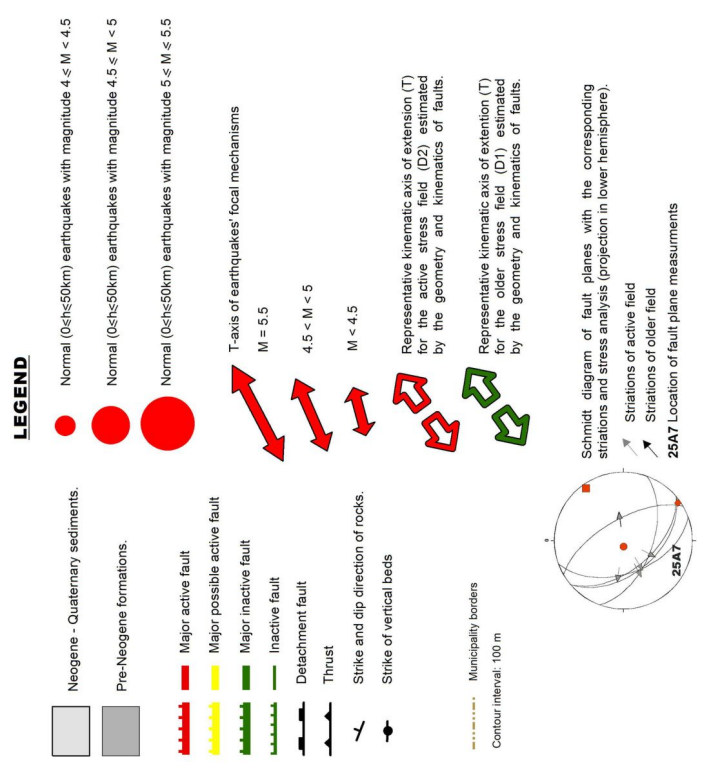 LEGEND
Neogene - Quaternary sediments.
Pre-Neogene formations.
Major active fault
Major possible active fault
Major inactive fault
Inactive fault
Detachment fault
Thrust
Strike and dip direction of rocks.
Strike of vertical beds
Municipality borders
Contour interval: 100 m
Normal (0≤h≤50km) earthquakes with magnitude 4 ≤ M < 4.5
Normal (0≤h≤50km) earthquakes with magnitude 4.5 ≤ M < 5
Normal (0≤h≤50km) earthquakes with magnitude 5 ≤ M ≤ 5.5
T-axis of earthquakes' focal mechanisms
M = 5.5
4.5 < M < 5
M < 4.5
Representative kinematic axis of extension (T)
for the active stress field (D2) estimated
by the geometry and kinematics of faults.
Representative kinematic axis of extention (T)
for the older stress field (D1) estimated
by the geometry and kinematics of faults.
Schmidt diagram of fault planes with the corresponding
striations and stress analysis (projection in lower hemisphere).
Striations of active field
Striations of older field
25A7 Location of fault plane measurments
25A7